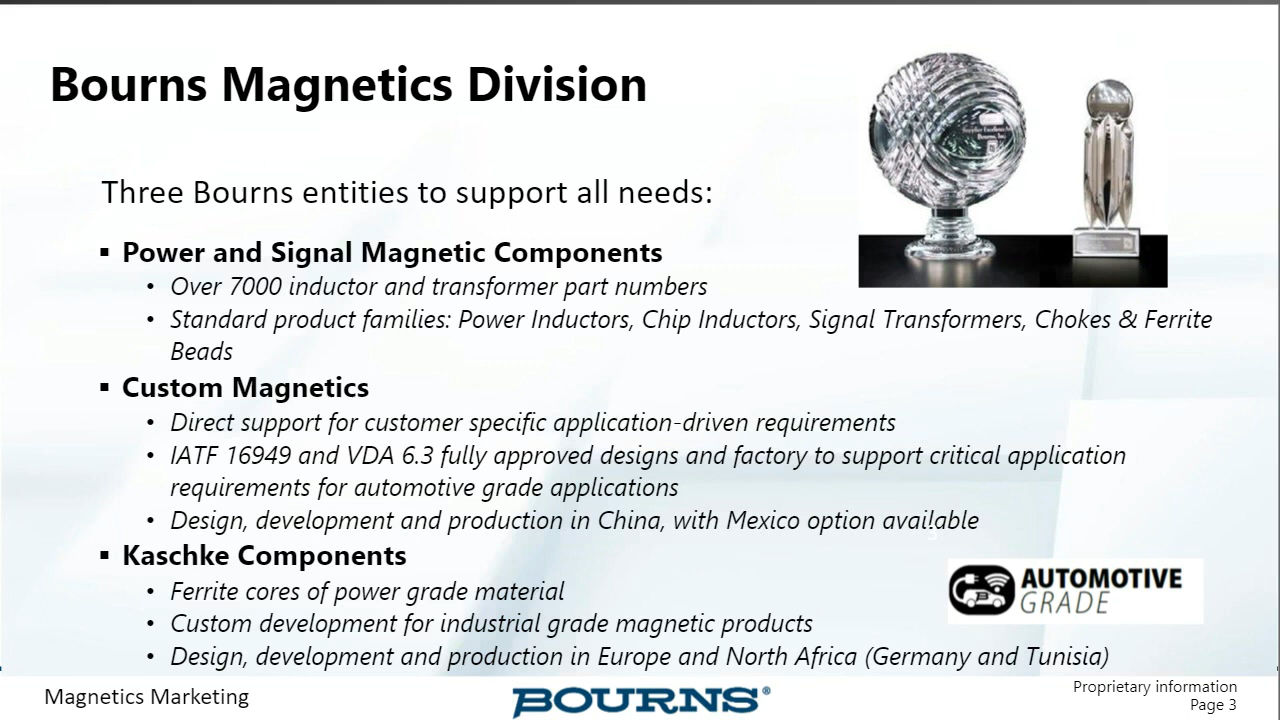 Bourns Magnetics Division
Three Bourns entities to support all needs:
▪ Power and Signal Magnetic Components
• Over 7000 inductor and transformer part numbers
• Standard product families: Power Inductors, Chip Inductors, Signal Transformers, Chokes & Ferrite
Beads
▪ Custom Magnetics
• Direct support for customer specific application-driven requirements
• IATF 16949 and VDA 6.3 fully approved designs and factory to support critical application
requirements for automotive grade applications
• Design, development and production in China, with Mexico option available
▪ Kaschke Components
• Ferrite cores of power grade material
• Custom development for industrial grade magnetic products
• Design, development and production in Europe and North Africa (Germany and Tunisia)
AUTOMOTIVE
GRADE
Magnetics Marketing
BOURNS®
Proprietary information
Page 3